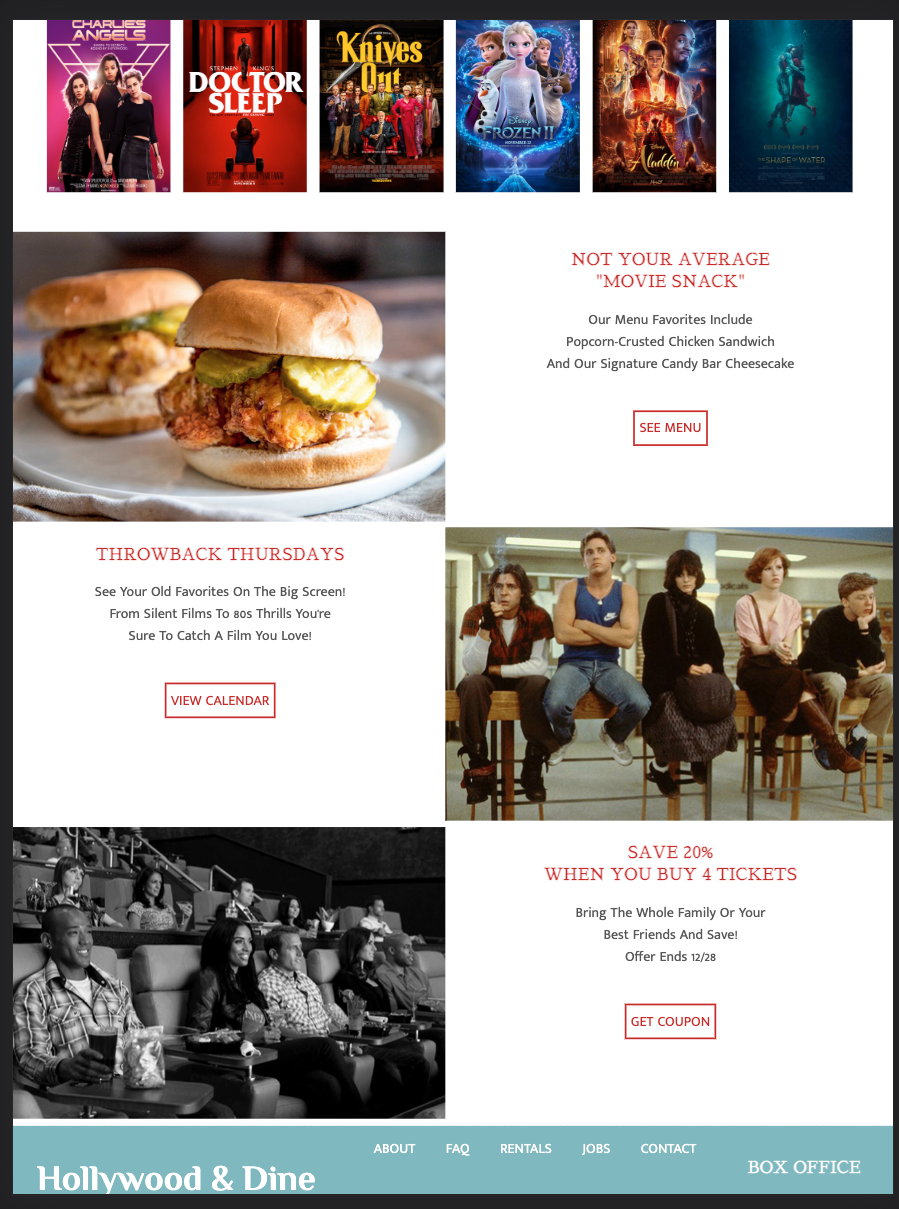 CHARLIE'S
ANGELS
STEPHEN KING'S
DOCTOR
SLEEP
Knives
Out
Disney
FROZEN II
NOVEMBER 22
Disney
Aladdin
THE SHAPE OF WATER
NOT YOUR AVERAGE
"MOVIE SNACK"
Our Menu Favorites Include
Popcorn-Crusted Chicken Sandwich
And Our Signature Candy Bar Cheesecake
SEE MENU
THROWBACK THURSDAYS
See Your Old Favorites On The Big Screen!
From Silent Films To 80s Thrills You're
Sure To Catch A Film You Love!
VIEW CALENDAR
SAVE 20%
WHEN YOU BUY 4 TICKETS
Bring The Whole Family Or Your
Best Friends And Save!
Offer Ends 12/28
GET COUPON
ABOUT FAQ RENTALS JOBS CONTACT
Hollywood & Dine
BOX OFFICE